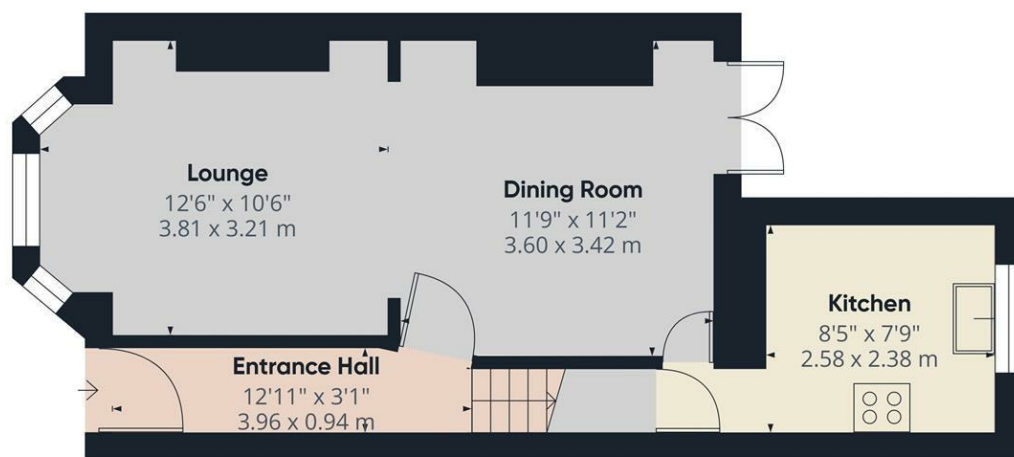 Lounge
12'6" x 10'6"
3.81 x 3.21 m
Dining Room
11'9" x 11'2"
3.60 x 3.42 m
Kitchen
8'5" x 7'9"
2.58 x 2.38 m
Entrance Hall
12'11" x 3'1"
3.96 x 0.94 m